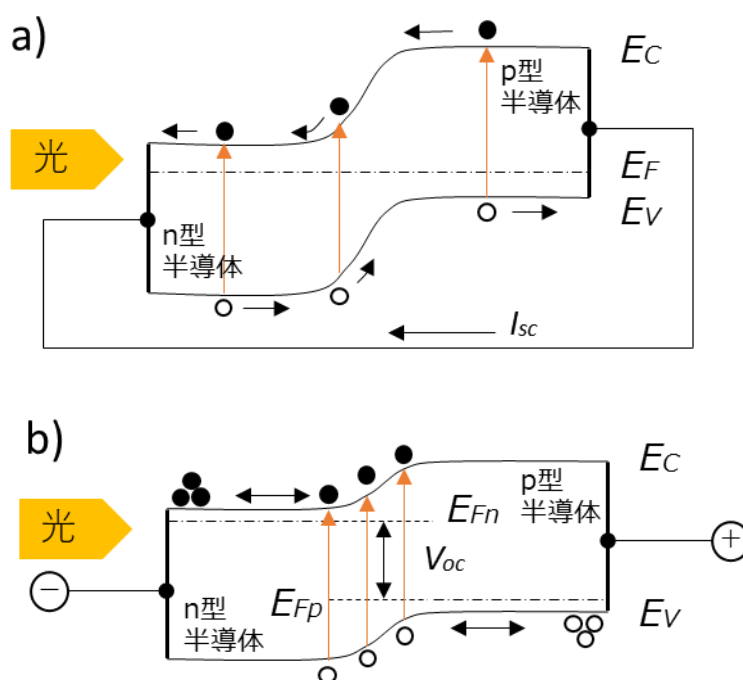 a)
光
p型
半導体
E_C
E_F
E_V
n型
半導体
I_sc
b)
光
E_C
p型
半導体
E_Fn
V_oc
E_Fp
n型
半導体
E_V
−
+